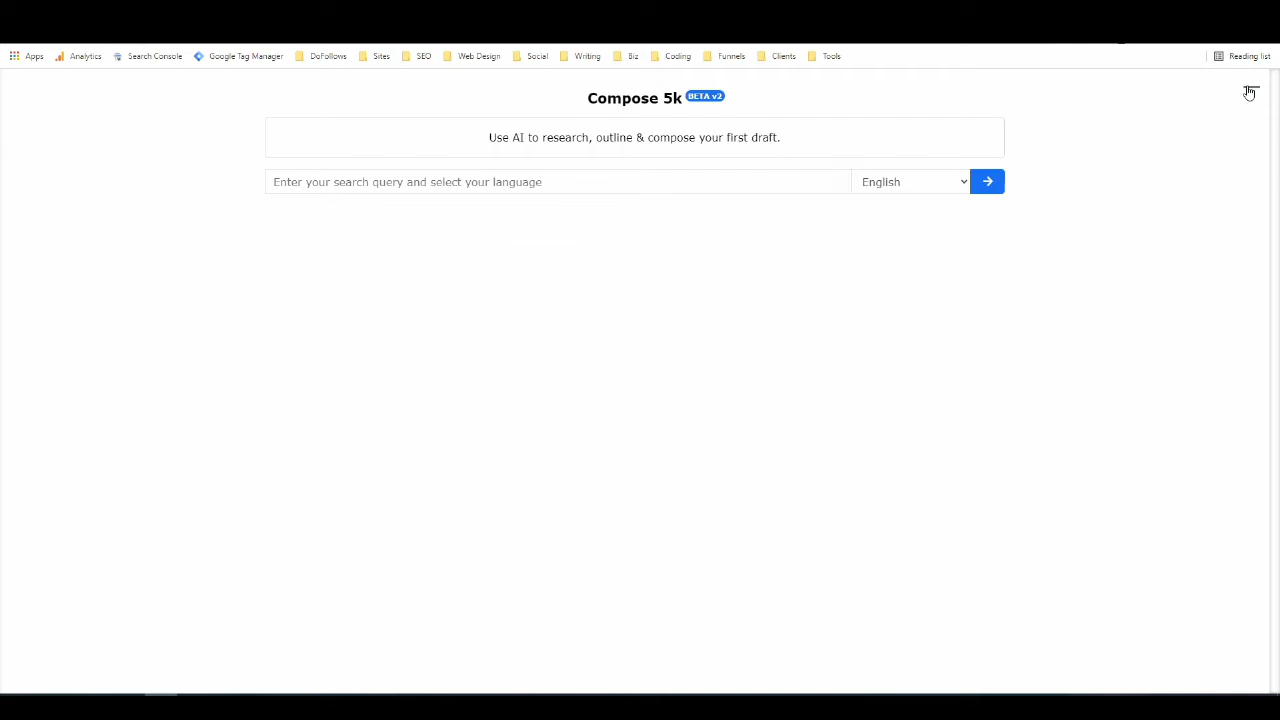 Apps Analytics Search Console Google Tag Manager DoFollows Sites SEO Web Design Social Writing Biz Coding Funnels Clients Tools Reading list
Compose 5k BETA v2
Use AI to research, outline & compose your first draft.
Enter your search query and select your language English